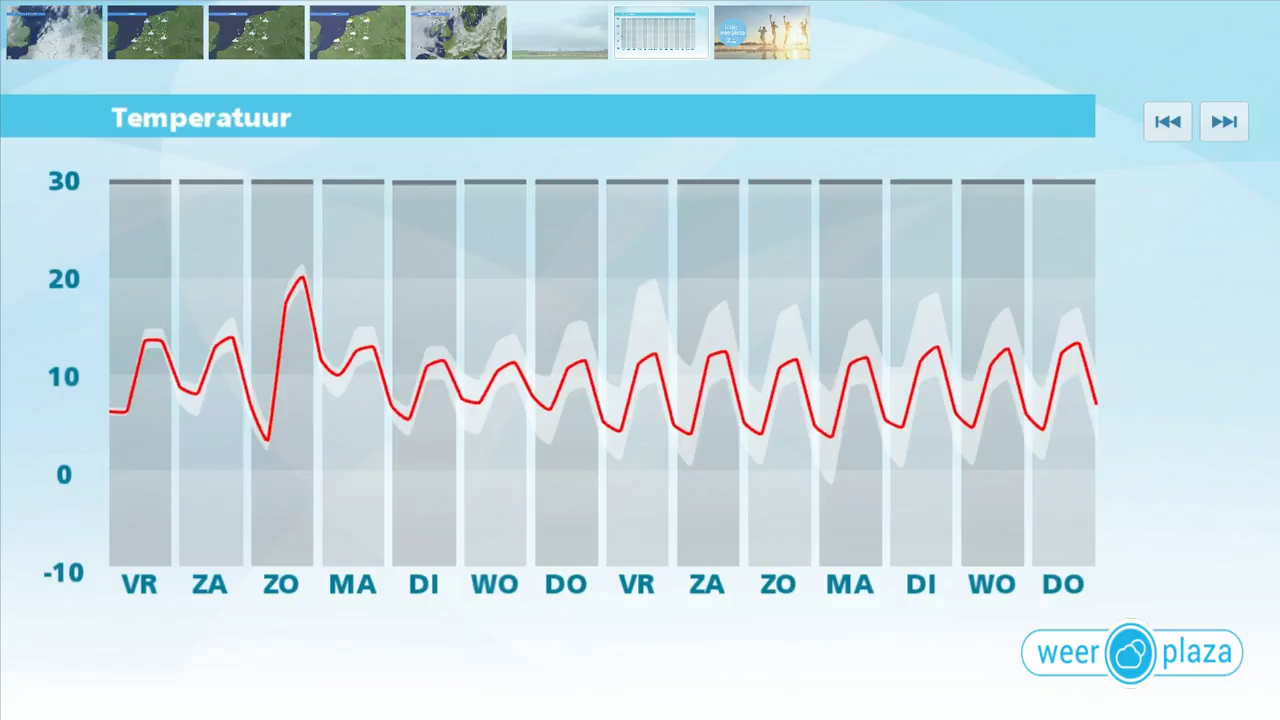 Temperatuur
30
20
10
0
-10
VR ZA ZO MA DI WO DO VR ZA ZO MA DI WO DO
weer plaza